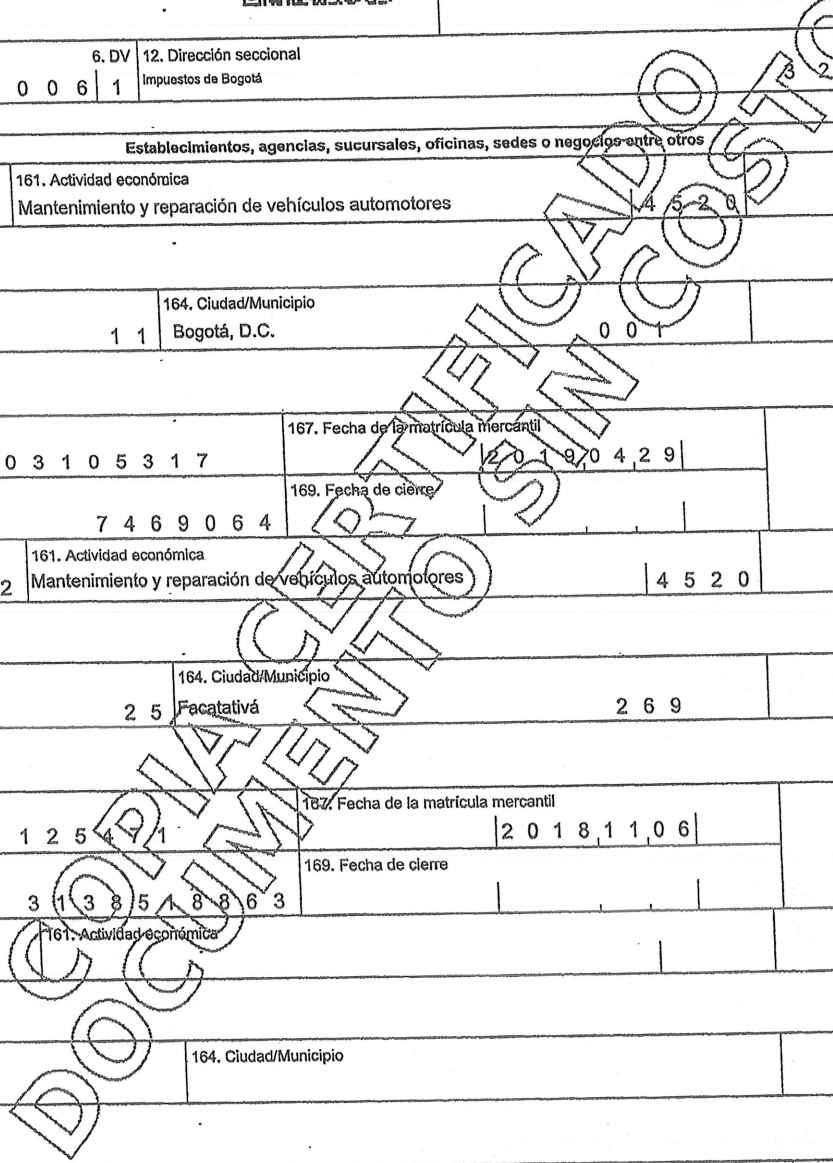 6. DV 12. Dirección seccional
0 0 6 1 Impuestos de Bogotá 3 2
Establecimientos, agencias, sucursales, oficinas, sedes o negocios entre otros
161. Actividad económica
Mantenimiento y reparación de vehículos automotores 4 5 2 0
164. Ciudad/Municipio
1 1 Bogotá, D.C. 0 0 1
167. Fecha de la matrícula mercantil
0 3 1 0 5 3 1 7 2 0 1 9 0 4 2 9
169. Fecha de cierre
7 4 6 9 0 6 4
161. Actividad económica
2 Mantenimiento y reparación de vehículos automotores 4 5 2 0
164. Ciudad/Municipio
2 5 Facatativá 2 6 9
167. Fecha de la matrícula mercantil
1 2 5 4 7 1 2 0 1 8 1 1 0 6
169. Fecha de cierre
3 1 3 8 5 1 8 8 6 3
161. Actividad económica
164. Ciudad/Municipio
COPIA CERTIFICADO
DOCUMENTO SIN COSTO